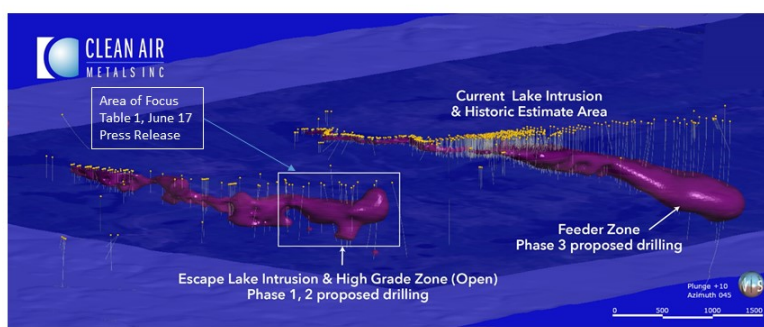 CLEAN AIR
METALS INC
Area of Focus
Table 1, June 17
Press Release
Current Lake Intrusion
& Historic Estimate Area
Feeder Zone
Phase 3 proposed drilling
Escape Lake Intrusion & High Grade Zone (Open)
Phase 1, 2 proposed drilling
Plunge +10
Azimuth 045
0 500 1000 1500